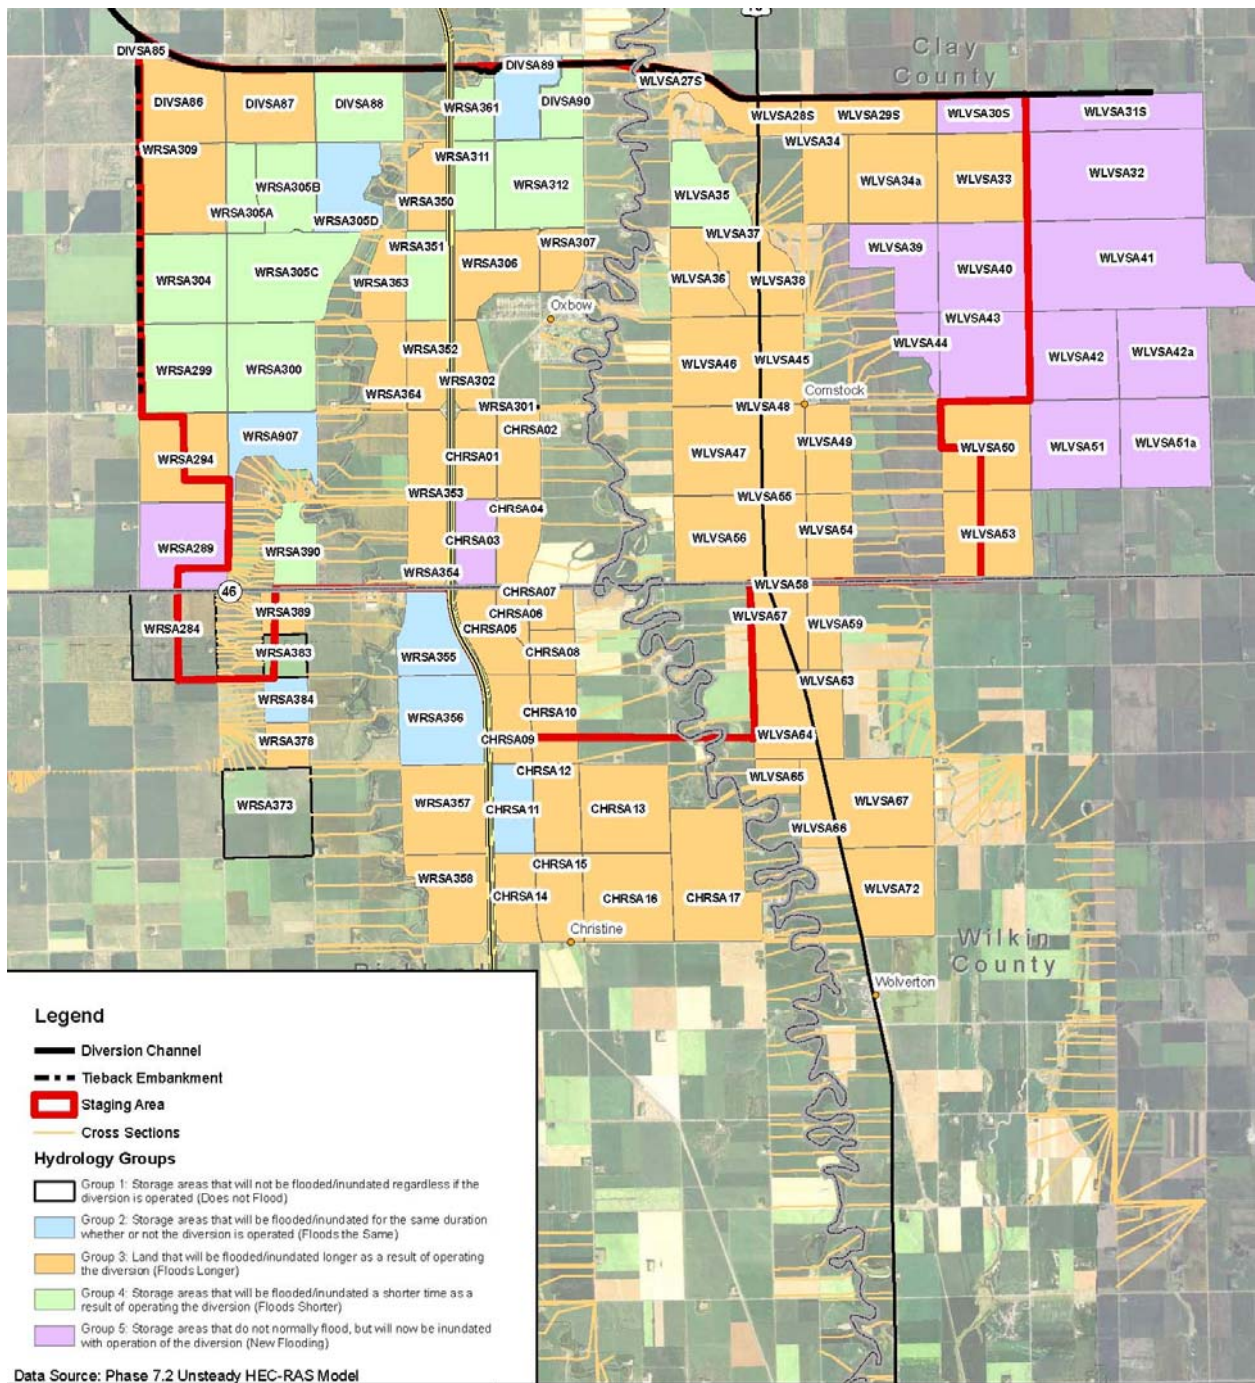 Clay
County
DIVSA85
DIVSA89
WLVSA27S
DIVSA86
DIVSA87
DIVSA88
WRSA361
DIVSA90
WLVSA28S
WLVSA29S
WLVSA30S
WLVSA31S
WRSA309
WRSA311
WLVSA34
WRSA305B
WRSA312
WLVSA34a
WLVSA33
WLVSA32
WRSA305A
WRSA305D
WRSA350
WLVSA35
WRSA351
WRSA307
WLVSA37
WLVSA39
WRSA304
WRSA305C
WRSA363
WRSA306
WLVSA36
WLVSA38
WLVSA40
WLVSA41
Oxbow
WLVSA43
WRSA352
WLVSA46
WLVSA45
WLVSA44
WLVSA42
WLVSA42a
WRSA299
WRSA300
WRSA302
WRSA364
WRSA301
WLVSA48
Comstock
WRSA907
CHRSA02
WRSA294
CHRSA01
WLVSA47
WLVSA49
WLVSA50
WLVSA51
WLVSA51a
WRSA353
CHRSA04
WLVSA55
WRSA289
WRSA390
CHRSA03
WLVSA56
WLVSA54
WLVSA53
WRSA354
46
CHRSA07
WLVSA58
WRSA284
WRSA389
CHRSA06
CHRSA05
WLVSA57
WLVSA59
WRSA383
WRSA355
CHRSA08
WRSA384
WRSA356
CHRSA10
WLVSA63
WRSA378
CHRSA09
WLVSA64
WRSA373
WRSA357
CHRSA12
CHRSA11
CHRSA13
WLVSA65
WLVSA67
WLVSA66
WRSA358
CHRSA15
CHRSA14
CHRSA16
CHRSA17
WLVSA72
Christine
Wilkin
County
Wolverton
Legend
Diversion Channel
Tieback Embankment
Staging Area
Cross Sections
Hydrology Groups
Group 1: Storage areas that will not be flooded/inundated regardless if the
diversion is operated (Does not Flood)
Group 2: Storage areas that will be flooded/inundated for the same duration
whether or not the diversion is operated (Floods the Same)
Group 3: Land that will be flooded/inundated longer as a result of operating
the diversion (Floods Longer)
Group 4: Storage areas that will be flooded/inundated a shorter time as a
result of operating the diversion (Floods Shorter)
Group 5: Storage areas that do not normally flood, but will now be inundated
with operation of the diversion (New Flooding)
Data Source: Phase 7.2 Unsteady HEC-RAS Model